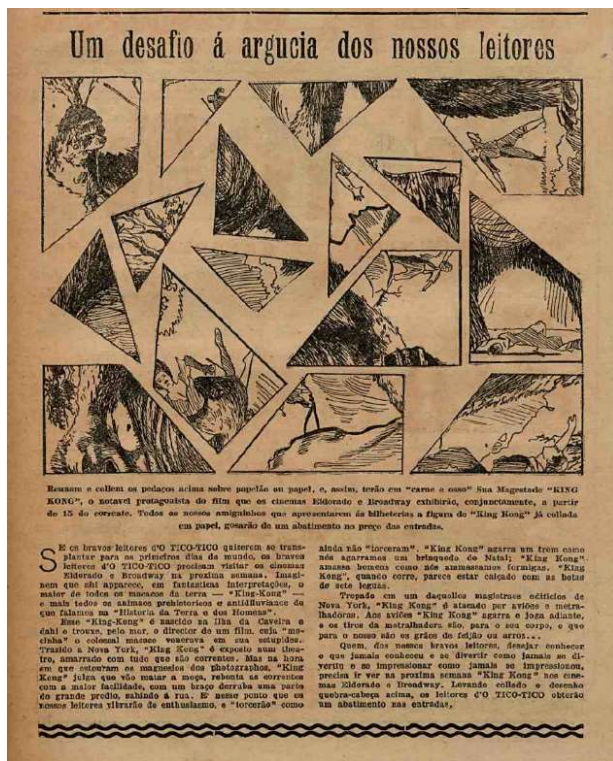 Um desafio á argucia dos nossos leitores
Reunam e collem os pedaços acima sobre papelão ou papel, e, assim, terão em "carne e osso" Sua Magestade "KING
KONG", o notavel protagonista do film que os cinemas Eldorado e Broadway exhibirão, conjunctamente, a partir
de 15 do corrente. Todos os nossos amiguinhos que apresentarem ás bilheterias a figura de "King Kong" já collada
em papel, gosarão de um abatimento no preço das entradas.
SE os bravos leitores d'O TICO-TICO quizerem se trans-
plantar para os primeiros dias do mundo, os bravos
leitores d'O TICO-TICO precisam visitar os cinemas
Eldorado e Broadway na proxima semana. Imagi-
nem que ahi apparece, em fantastica interpretações, o
maior de todos os macacos da terra — "King-Kong" —
e mais todos os animaes prehistoricos e antidiluvianos de
que falamos na "Historia da Terra e dos Homens".
Esse "King-Kong" é nascido na Ilha da Caveira e
dahi o trouxe, pelo mar, o director de um film, cuja "mo-
cinha" o colossal macaco venerava em sua estupidez.
Trazido a Nova York, "King Kong" é exposto num thea-
tro, amarrado com tudo que são correntes. Mas na hora
em que estouram os magnesios dos photographos, "King
Kong" julga que vão matar a moça, rebenta as correntes
com a maior facilidade, com um braço derruba uma parte
do grande predio, sahindo á rua. E' nesse ponto que os
nossos leitores vibrarão de enthusiasmo, e "torcerão" como
ainda não "torceram". "King Kong" agarra um trem como
nós agarramos um brinquedo de Natal; "King Kong"
amassa homens como nós amassamos formigas. "King
Kong", quando corre, parece estar calçado com as botas
de sete leguas.
Trepado em um daquelles magistraes edificios de
Nova York, "King Kong" é atacado por aviões e metra-
lhadoras. Aos aviões "King Kong" agarra e joga adiante,
e os tiros da metralhadora são, para o seu corpo, o que
para o nosso são os grãos de feijão ou arroz...
Quem, dos nossos bravos leitores, desejar conhecer
o que jamais conheceu e se divertir como jamais se di-
vertiu e se impressionar como jamais se impressionou,
precisa ir ver na proxima semana "King Kong" nos cine-
mas Eldorado e Broadway. Levando collado o desenho
quebra-cabeça acima, os leitores d'O TICO-TICO obterão
um abatimento nas entradas.